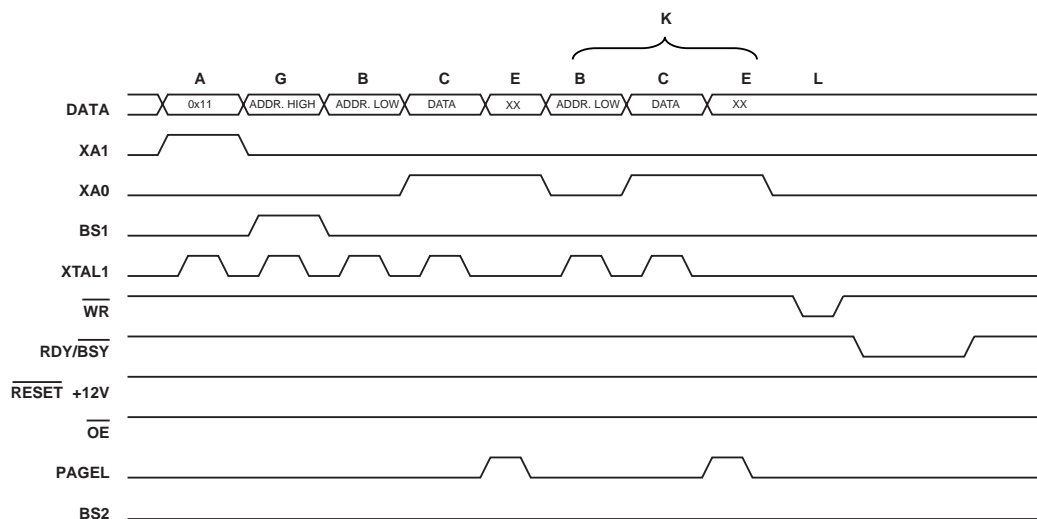 K
A G B C E B C E L
DATA 0x11 ADDR. HIGH ADDR. LOW DATA XX ADDR. LOW DATA XX
XA1
XA0
BS1
XTAL1
WR
RDY/BSY
RESET +12V
OE
PAGEL
BS2